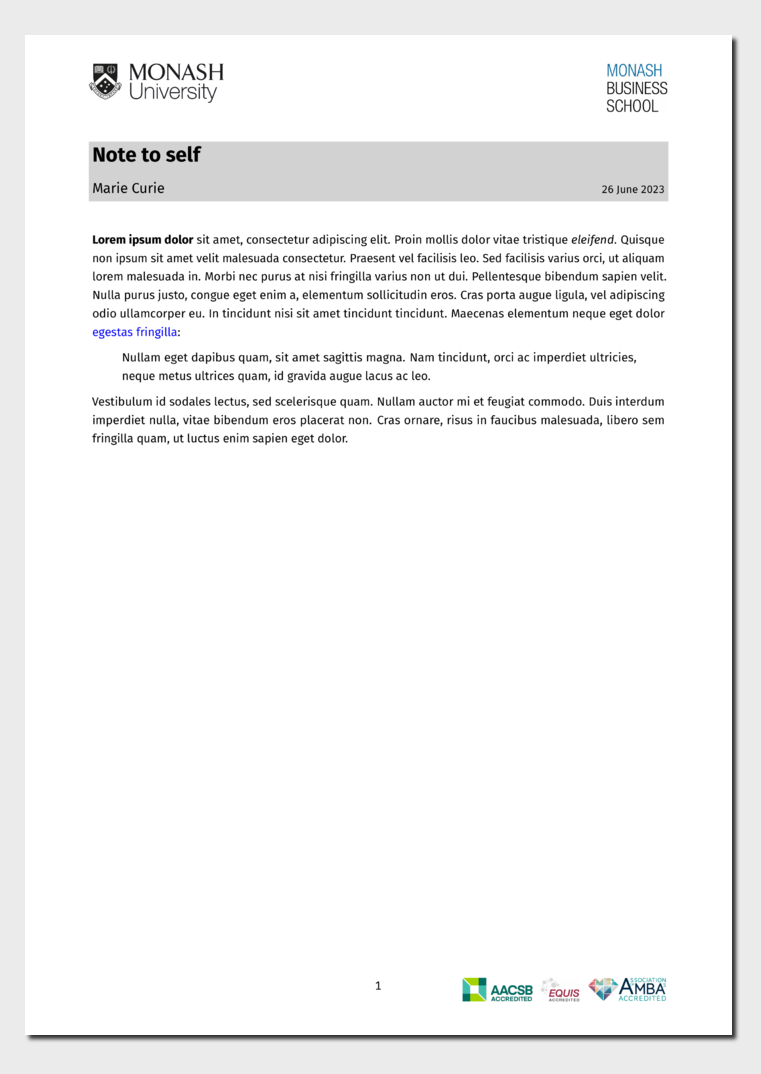 MONASH
University
MONASH
BUSINESS
SCHOOL
Note to self
Marie Curie
26 June 2023
Lorem ipsum dolor sit amet, consectetur adipiscing elit. Proin mollis dolor vitae tristique eleifend. Quisque
non ipsum sit amet velit malesuada consectetur. Praesent vel facilisis leo. Sed facilisis varius orci, ut aliquam
lorem malesuada in. Morbi nec purus at nisi fringilla varius non ut dui. Pellentesque bibendum sapien velit.
Nulla purus justo, congue eget enim a, elementum sollicitudin eros. Cras porta augue ligula, vel adipiscing
odio ullamcorper eu. In tincidunt nisi sit amet tincidunt tincidunt. Maecenas elementum neque eget dolor
egestas fringilla:
Nullam eget dapibus quam, sit amet sagittis magna. Nam tincidunt, orci ac imperdiet ultricies,
neque metus ultrices quam, id gravida augue lacus ac leo.
Vestibulum id sodales lectus, sed scelerisque quam. Nullam auctor mi et feugiat commodo. Duis interdum
imperdiet nulla, vitae bibendum eros placerat non. Cras ornare, risus in faucibus malesuada, libero sem
fringilla quam, ut luctus enim sapien eget dolor.
1
AACSB
ACCREDITED
EQUIS
ACCREDITED
ASSOCIATION
AMBA
ACCREDITED